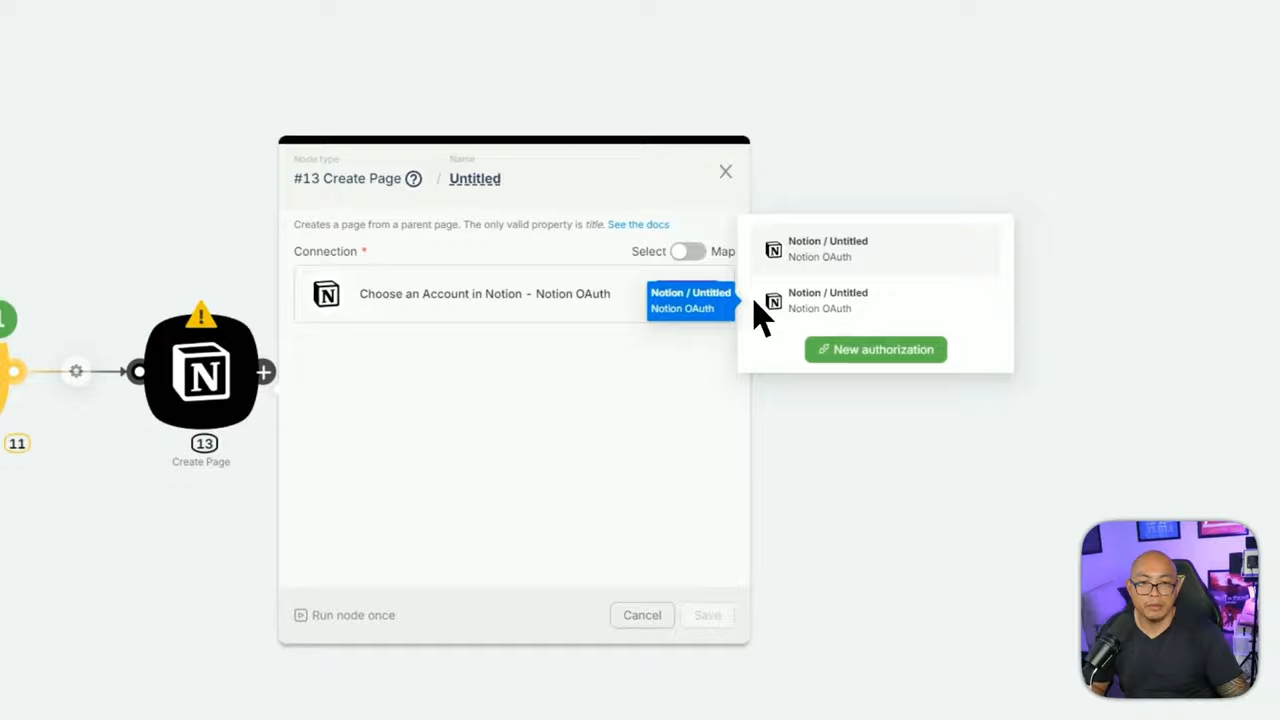 Node type
Name
#13 Create Page ? / Untitled
Creates a page from a parent page. The only valid property is title. See the docs
Connection *
Select
Map
N
Choose an Account in Notion - Notion OAuth
Notion / Untitled
Notion OAuth
N
Notion / Untitled
Notion OAuth
N
Notion / Untitled
Notion OAuth
New authorization
!
N
11
13
Create Page
Run node once
Cancel
Save